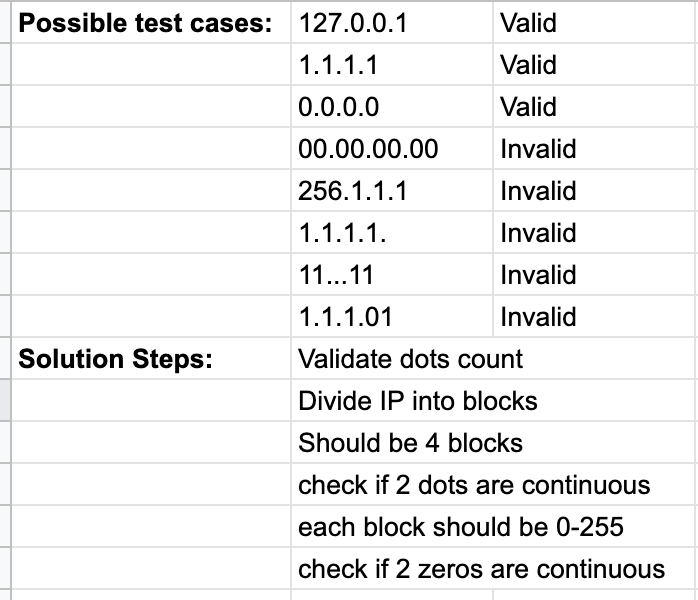 Possible test cases: 127.0.0.1 Valid
1.1.1.1 Valid
0.0.0.0 Valid
00.00.00.00 Invalid
256.1.1.1 Invalid
1.1.1.1. Invalid
11...11 Invalid
1.1.1.01 Invalid
Solution Steps: Validate dots count
Divide IP into blocks
Should be 4 blocks
check if 2 dots are continuous
each block should be 0-255
check if 2 zeros are continuous